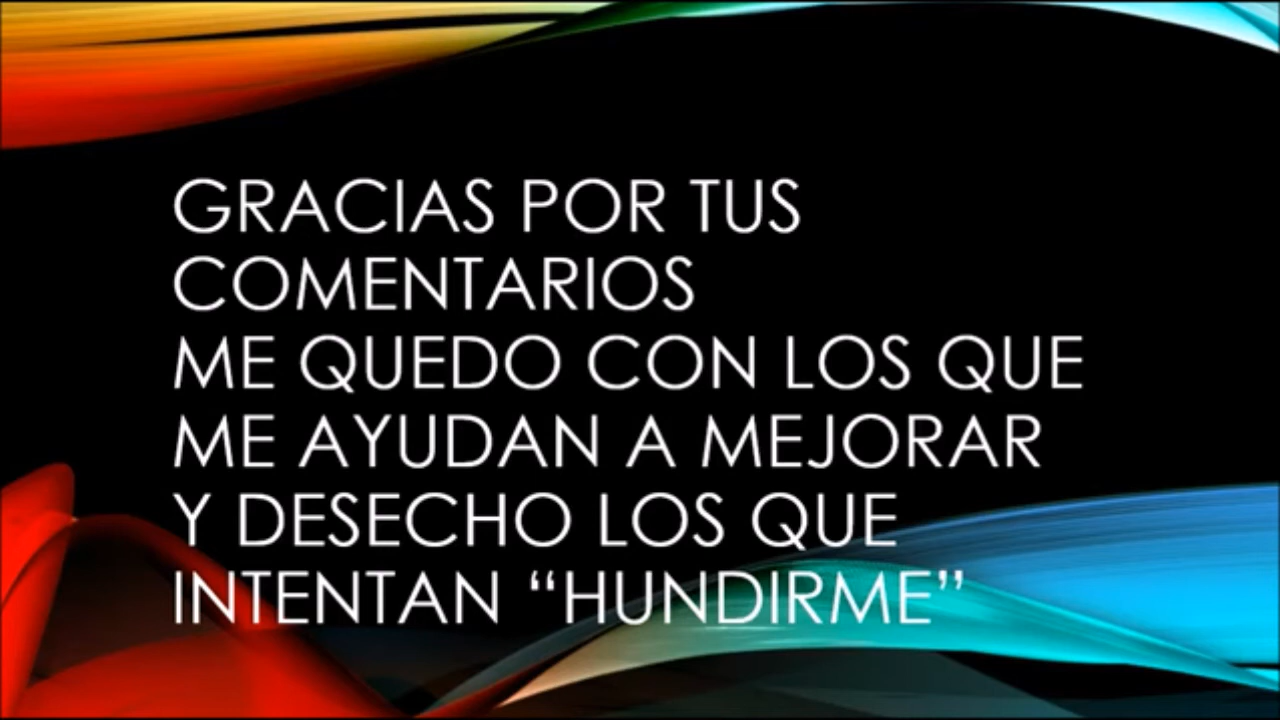 GRACIAS POR TUS
COMENTARIOS
ME QUEDO CON LOS QUE
ME AYUDAN A MEJORAR
Y DESECHO LOS QUE
INTENTAN “HUNDIRME”